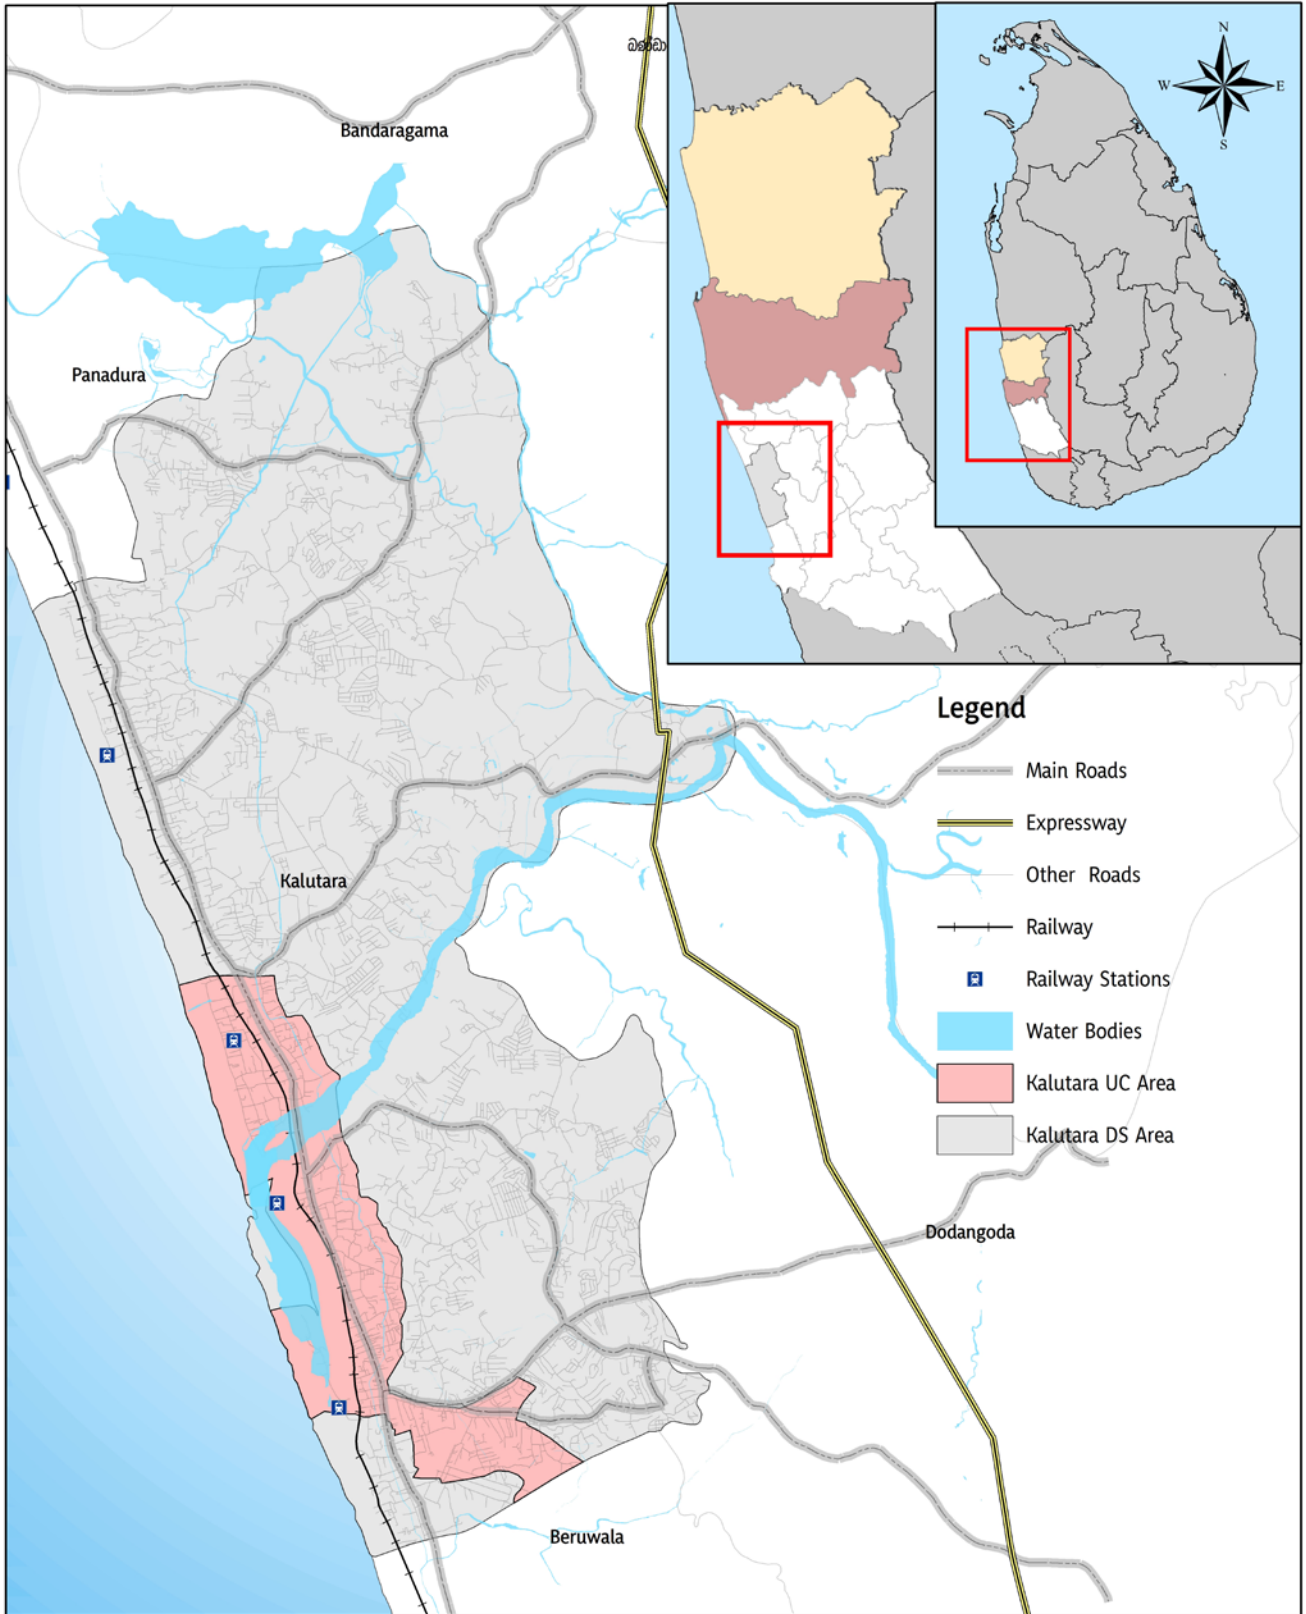 Bandaragama
N
W
E
S
Panadura
Legend
Main Roads
Expressway
Other Roads
Railway
Railway Stations
Water Bodies
Kalutara UC Area
Kalutara DS Area
Kalutara
Dodangoda
Beruwala